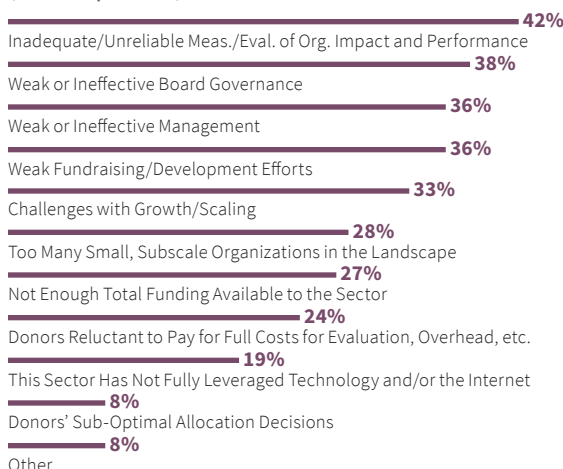 42%
Inadequate/Unreliable Meas./Eval. of Org. Impact and Performance
38%
Weak or Ineffective Board Governance
36%
Weak or Ineffective Management
36%
Weak Fundraising/Development Efforts
33%
Challenges with Growth/Scaling
28%
Too Many Small, Subscale Organizations in the Landscape
27%
Not Enough Total Funding Available to the Sector
24%
Donors Reluctant to Pay for Full Costs for Evaluation, Overhead, etc.
19%
This Sector Has Not Fully Leveraged Technology and/or the Internet
8%
Donors’ Sub-Optimal Allocation Decisions
8%
Other